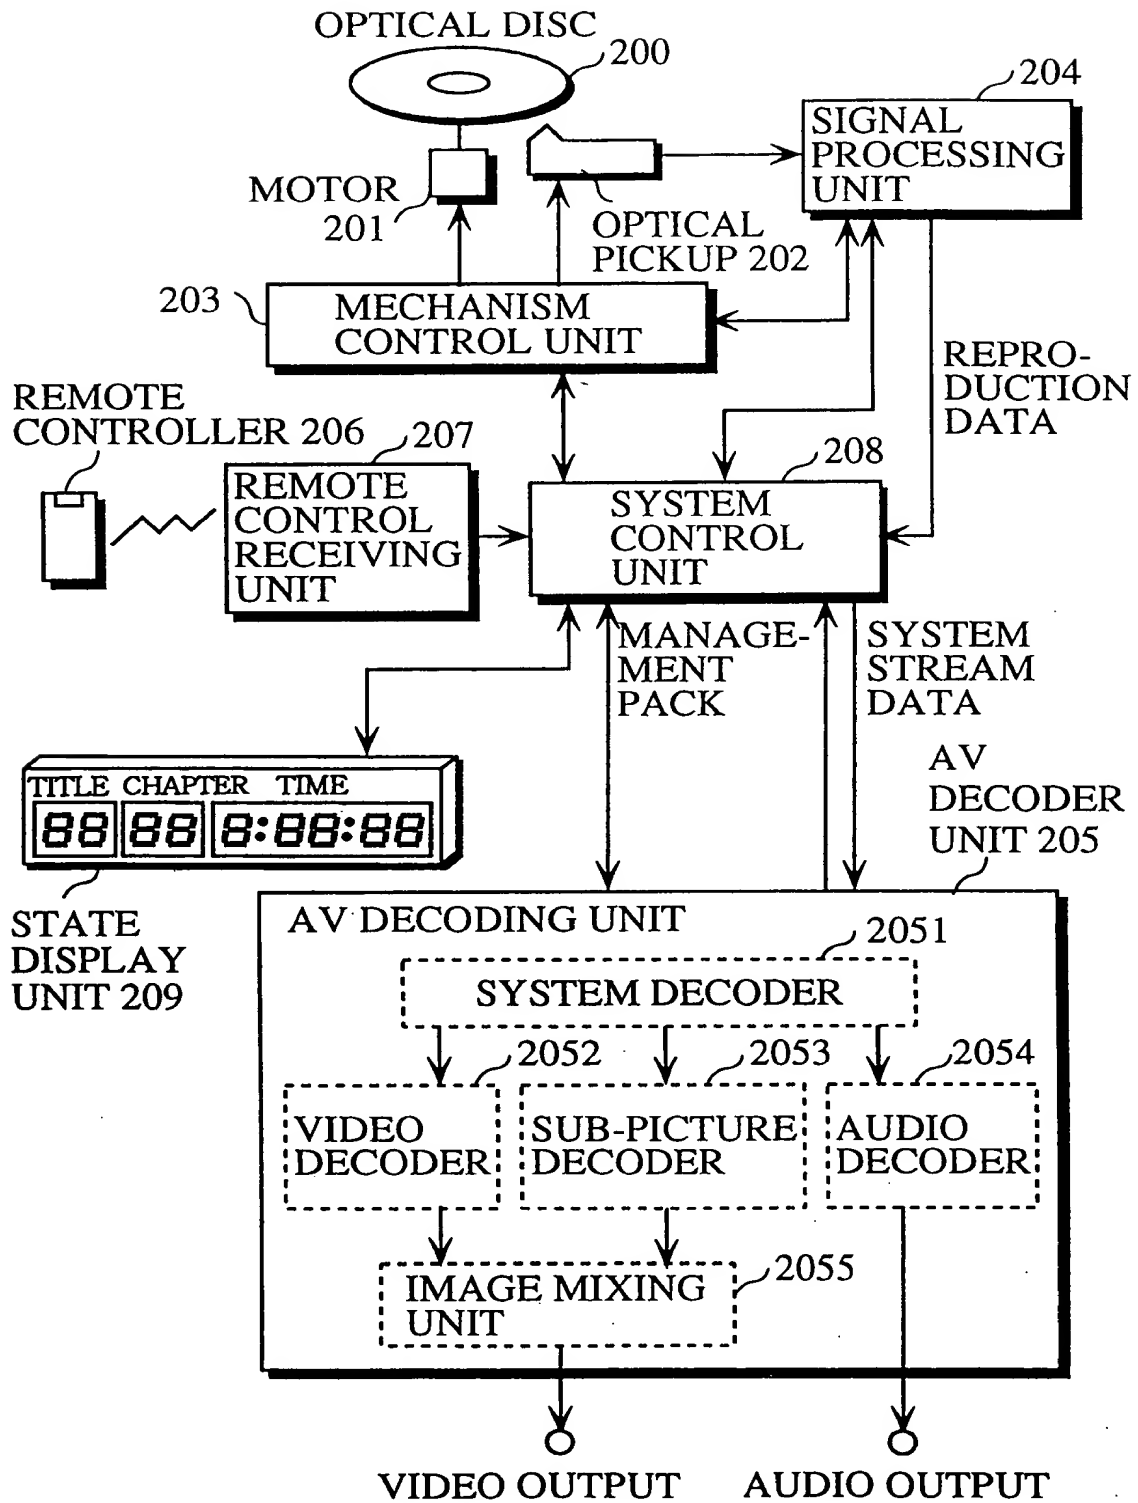 OPTICAL DISC
200
204
SIGNAL
PROCESSING
UNIT
MOTOR
201
OPTICAL
PICKUP 202
203
MECHANISM
CONTROL UNIT
REPRO-
DUCTION
DATA
REMOTE
CONTROLLER 206
207
208
REMOTE
CONTROL
RECEIVING
UNIT
SYSTEM
CONTROL
UNIT
MANAGE-
MENT
PACK
SYSTEM
STREAM
DATA
TITLE CHAPTER TIME
88 88 8:88:88
AV
DECODER
UNIT 205
STATE
DISPLAY
UNIT 209
AV DECODING UNIT
2051
SYSTEM DECODER
2052
2053
2054
VIDEO
DECODER
SUB-PICTURE
DECODER
AUDIO
DECODER
2055
IMAGE MIXING
UNIT
VIDEO OUTPUT
AUDIO OUTPUT